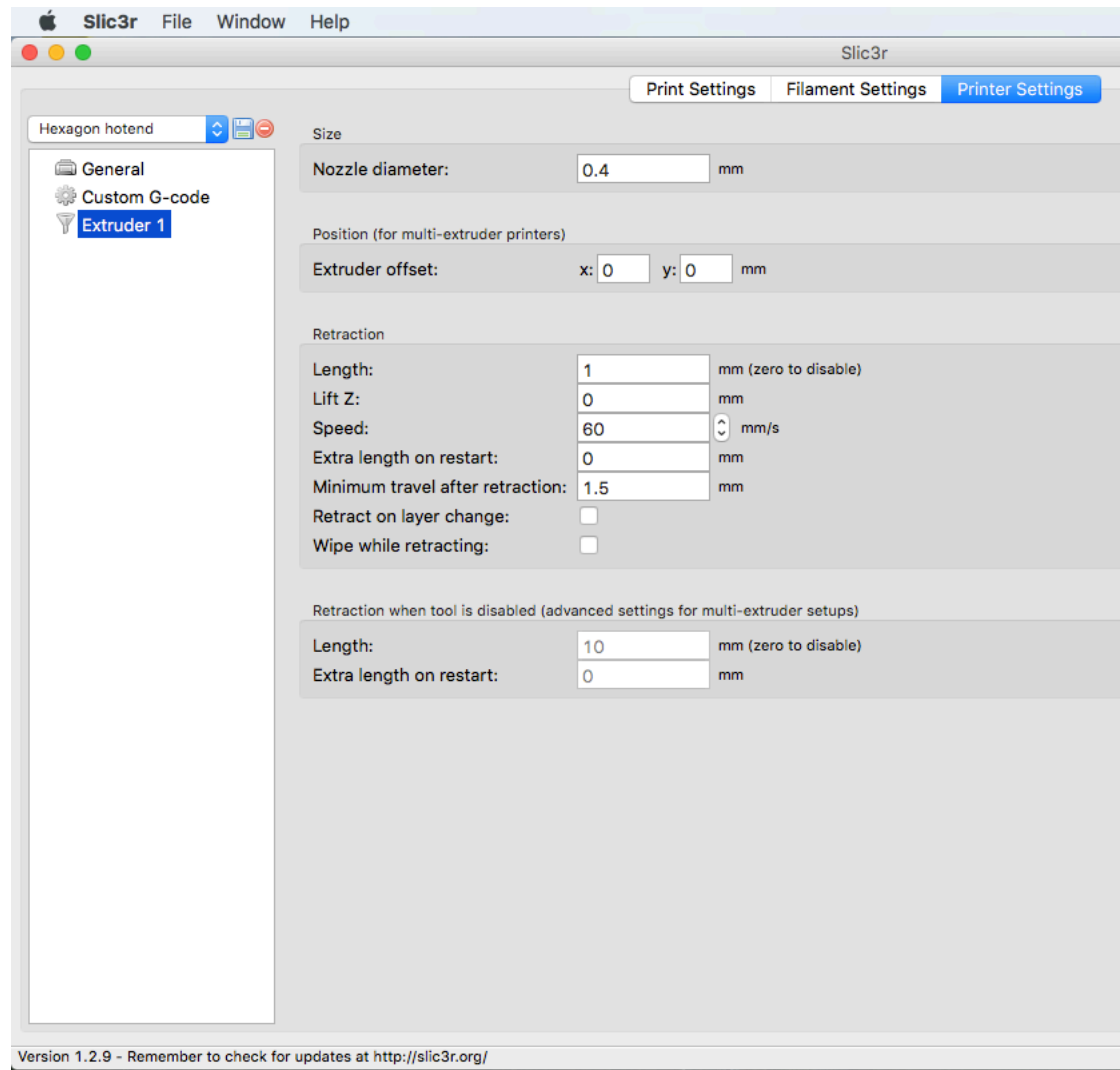 Slic3r File Window Help
Slic3r
Print Settings Filament Settings Printer Settings
Hexagon hotend
General
Custom G-code
Extruder 1
Size
Nozzle diameter: 0.4 mm
Position (for multi-extruder printers)
Extruder offset: x: 0 y: 0 mm
Retraction
Length: 1 mm (zero to disable)
Lift Z: 0 mm
Speed: 60 mm/s
Extra length on restart: 0 mm
Minimum travel after retraction: 1.5 mm
Retract on layer change:
Wipe while retracting:
Retraction when tool is disabled (advanced settings for multi-extruder setups)
Length: 10 mm (zero to disable)
Extra length on restart: 0 mm
Version 1.2.9 - Remember to check for updates at http://slic3r.org/